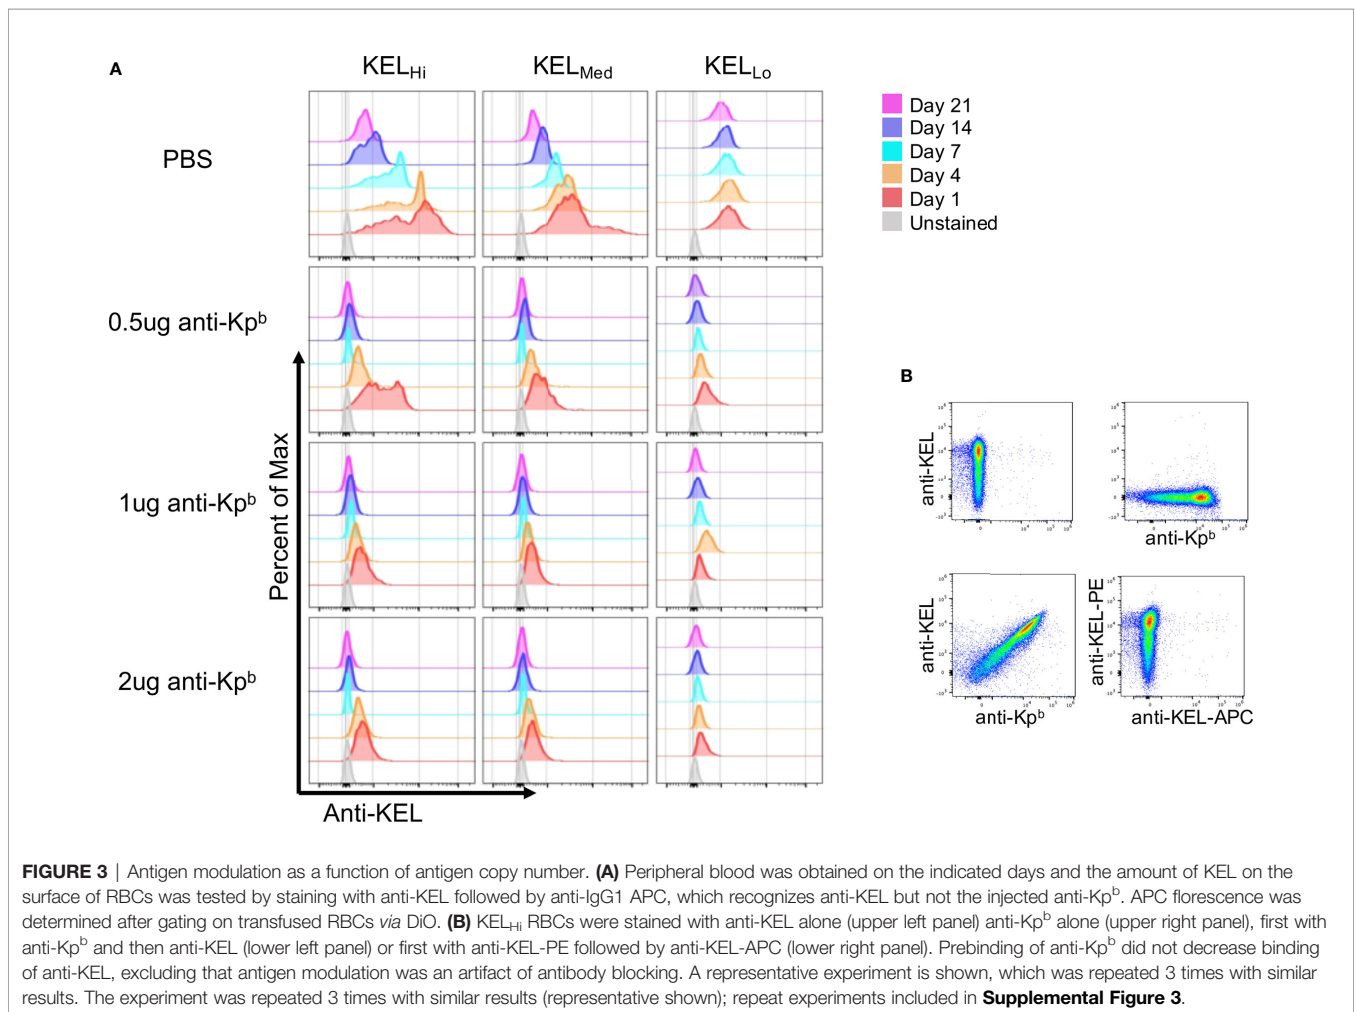 A
KELHi
KELMed
KELLo
PBS
0.5ug anti-Kpb
1ug anti-Kpb
2ug anti-Kpb
Percent of Max
Anti-KEL
Day 21
Day 14
Day 7
Day 4
Day 1
Unstained
B
anti-KEL
anti-Kpb
anti-KEL
anti-Kpb
anti-KEL-PE
anti-KEL-APC
FIGURE 3 | Antigen modulation as a function of antigen copy number. (A) Peripheral blood was obtained on the indicated days and the amount of KEL on the
surface of RBCs was tested by staining with anti-KEL followed by anti-IgG1 APC, which recognizes anti-KEL but not the injected anti-Kpb. APC florescence was
determined after gating on transfused RBCs via DiO. (B) KELHi RBCs were stained with anti-KEL alone (upper left panel) anti-Kpb alone (upper right panel), first with
anti-Kpb and then anti-KEL (lower left panel) or first with anti-KEL-PE followed by anti-KEL-APC (lower right panel). Prebinding of anti-Kpb did not decrease binding
of anti-KEL, excluding that antigen modulation was an artifact of antibody blocking. A representative experiment is shown, which was repeated 3 times with similar
results. The experiment was repeated 3 times with similar results (representative shown); repeat experiments included in Supplemental Figure 3.